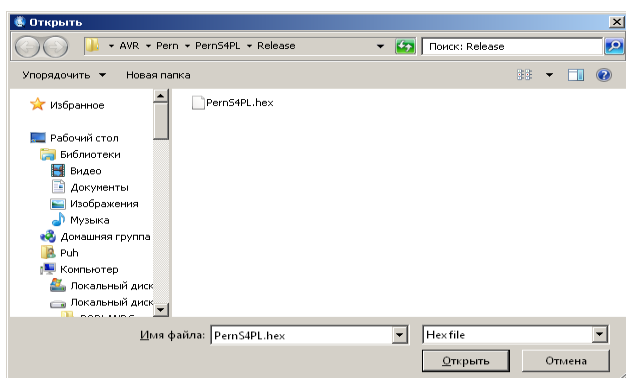 Открыть
AVR Pern PernS4PL Release
Поиск: Release
Упорядочить Новая папка
Избранное
Рабочий стол
Библиотеки
Видео
Документы
Изображения
Музыка
Домашняя группа
Puh
Компьютер
Локальный диск
Локальный диск
PernS4PL.hex
Имя файла: PernS4PL.hex
Hex file
Открыть Отмена